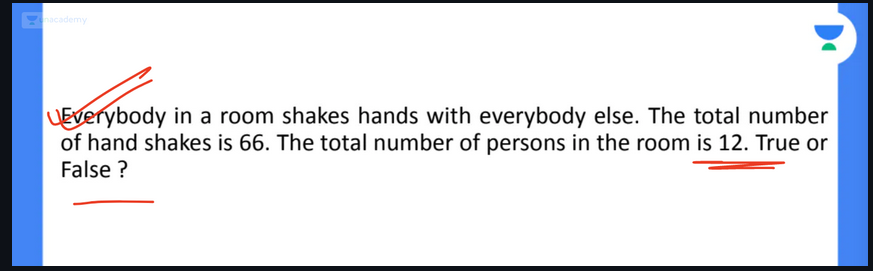 unacademy
Everybody in a room shakes hands with everybody else. The total number
of hand shakes is 66. The total number of persons in the room is 12. True or
False ?